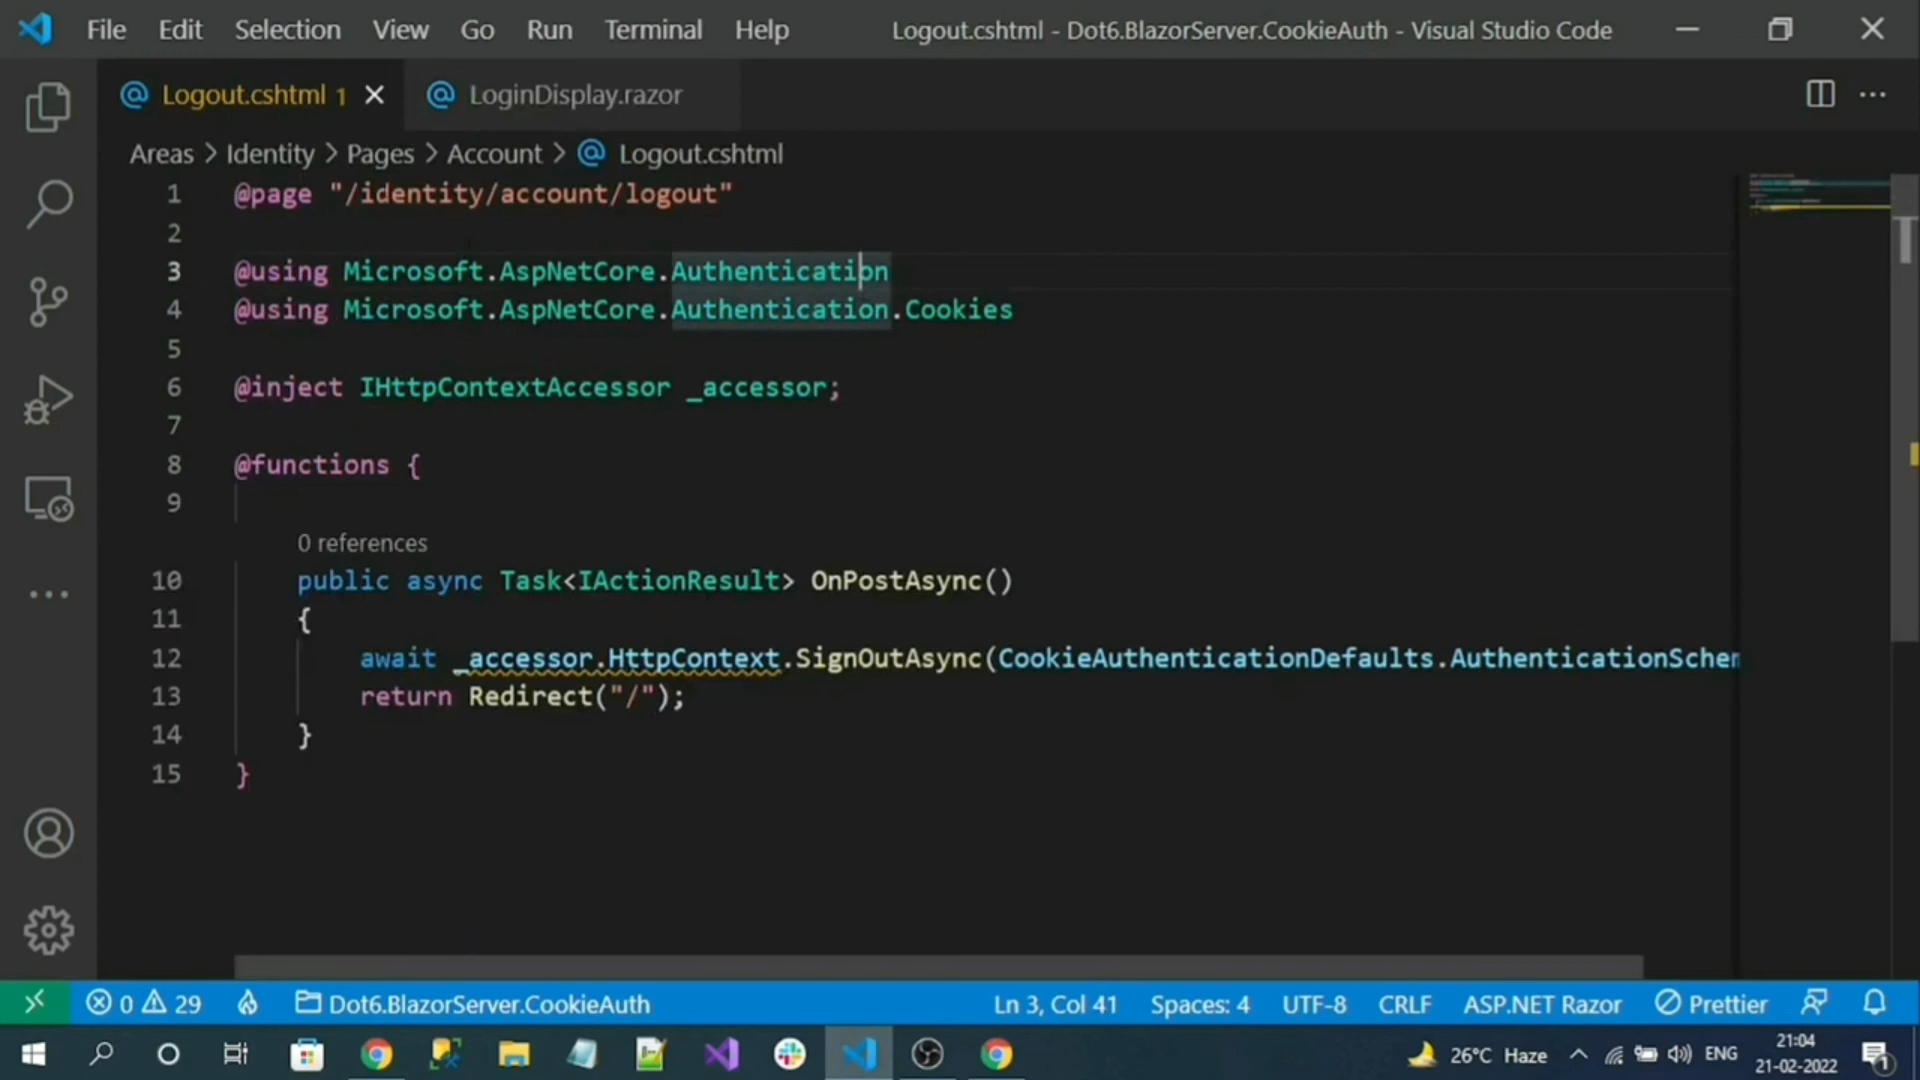 File Edit Selection View Go Run Terminal Help Logout.cshtml - Dot6.BlazorServer.CookieAuth - Visual Studio Code
Logout.cshtml 1 LoginDisplay.razor
Areas > Identity > Pages > Account > Logout.cshtml
1 @page "/identity/account/logout"
2
3 @using Microsoft.AspNetCore.Authentication
4 @using Microsoft.AspNetCore.Authentication.Cookies
5
6 @inject IHttpContextAccessor _accessor;
7
8 @functions {
9
0 references
10 public async Task<IActionResult> OnPostAsync()
11 {
12 await _accessor.HttpContext.SignOutAsync(CookieAuthenticationDefaults.AuthenticationSchem
13 return Redirect("/");
14 }
15 }
0 29 Dot6.BlazorServer.CookieAuth Ln 3, Col 41 Spaces: 4 UTF-8 CRLF ASP.NET Razor Prettier
26°C Haze ENG 21:04
21-02-2022
1